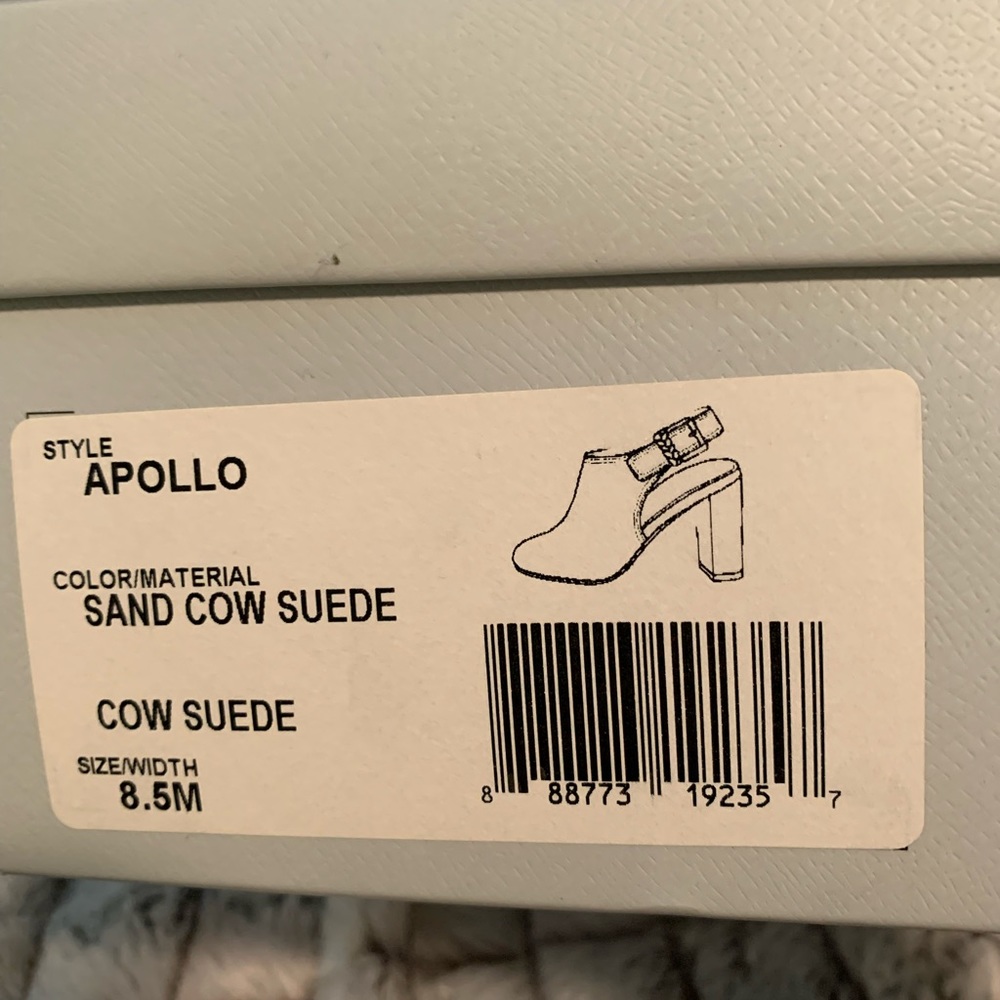 STYLE
APOLLO
COLOR/MATERIAL
SAND COW SUEDE
COW SUEDE
SIZE/WIDTH
8.5M
8 88773 19235 7